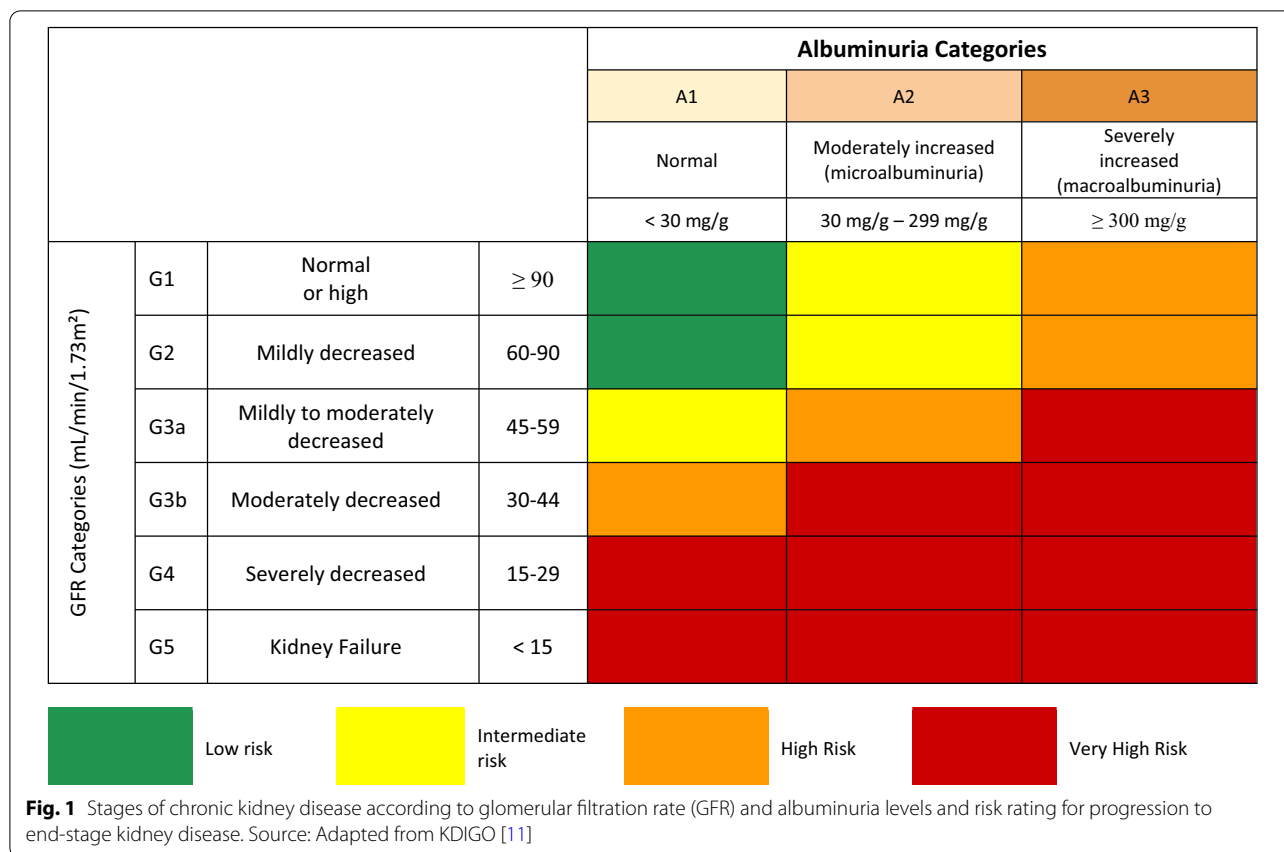 Albuminuria Categories
A1
A2
A3
Normal
Moderately increased
(microalbuminuria)
Severely
increased
(macroalbuminuria)
< 30 mg/g
30 mg/g – 299 mg/g
≥ 300 mg/g
GFR Categories (mL/min/1.73m²)
G1
Normal
or high
≥ 90
G2
Mildly decreased
60-90
G3a
Mildly to moderately
decreased
45-59
G3b
Moderately decreased
30-44
G4
Severely decreased
15-29
G5
Kidney Failure
< 15
Low risk
Intermediate
risk
High Risk
Very High Risk
Fig. 1 Stages of chronic kidney disease according to glomerular filtration rate (GFR) and albuminuria levels and risk rating for progression to
end-stage kidney disease. Source: Adapted from KDIGO [11]